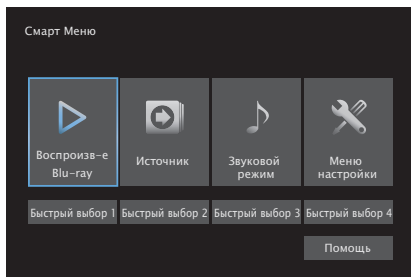 Смарт Меню
Воспроизв-е
Blu-ray
Источник
Звуковой
режим
Меню
настройки
Быстрый выбор 1
Быстрый выбор 2
Быстрый выбор 3
Быстрый выбор 4
Помощь